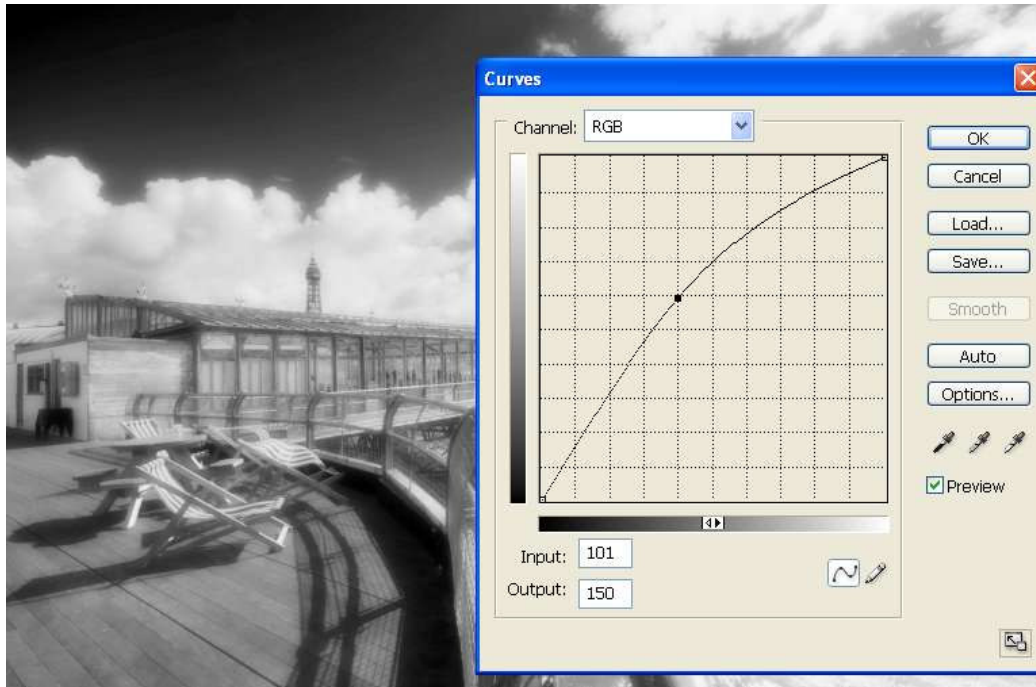 Curves
Channel: RGB
OK
Cancel
Load...
Save...
Smooth
Auto
Options...
Preview
Input: 101
Output: 150